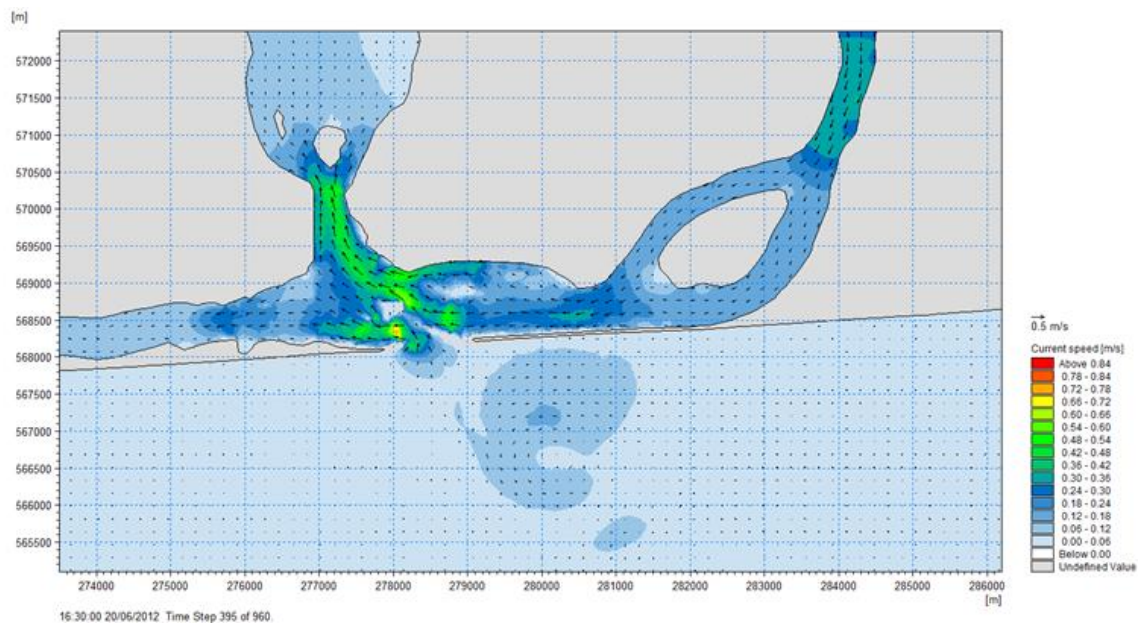 [m]
572000
571500
571000
570500
570000
569500
569000
568500
568000
567500
567000
566500
566000
565500
274000 275000 276000 277000 278000 279000 280000 281000 282000 283000 284000 285000 286000
[m]
16:30:00 20/06/2012 Time Step 395 of 960.
0.5 m/s
Current speed [m/s]
Above 0.84
0.78 - 0.84
0.72 - 0.78
0.66 - 0.72
0.60 - 0.66
0.54 - 0.60
0.48 - 0.54
0.42 - 0.48
0.36 - 0.42
0.30 - 0.36
0.24 - 0.30
0.18 - 0.24
0.12 - 0.18
0.06 - 0.12
0.00 - 0.06
Below 0.00
Undefined Value